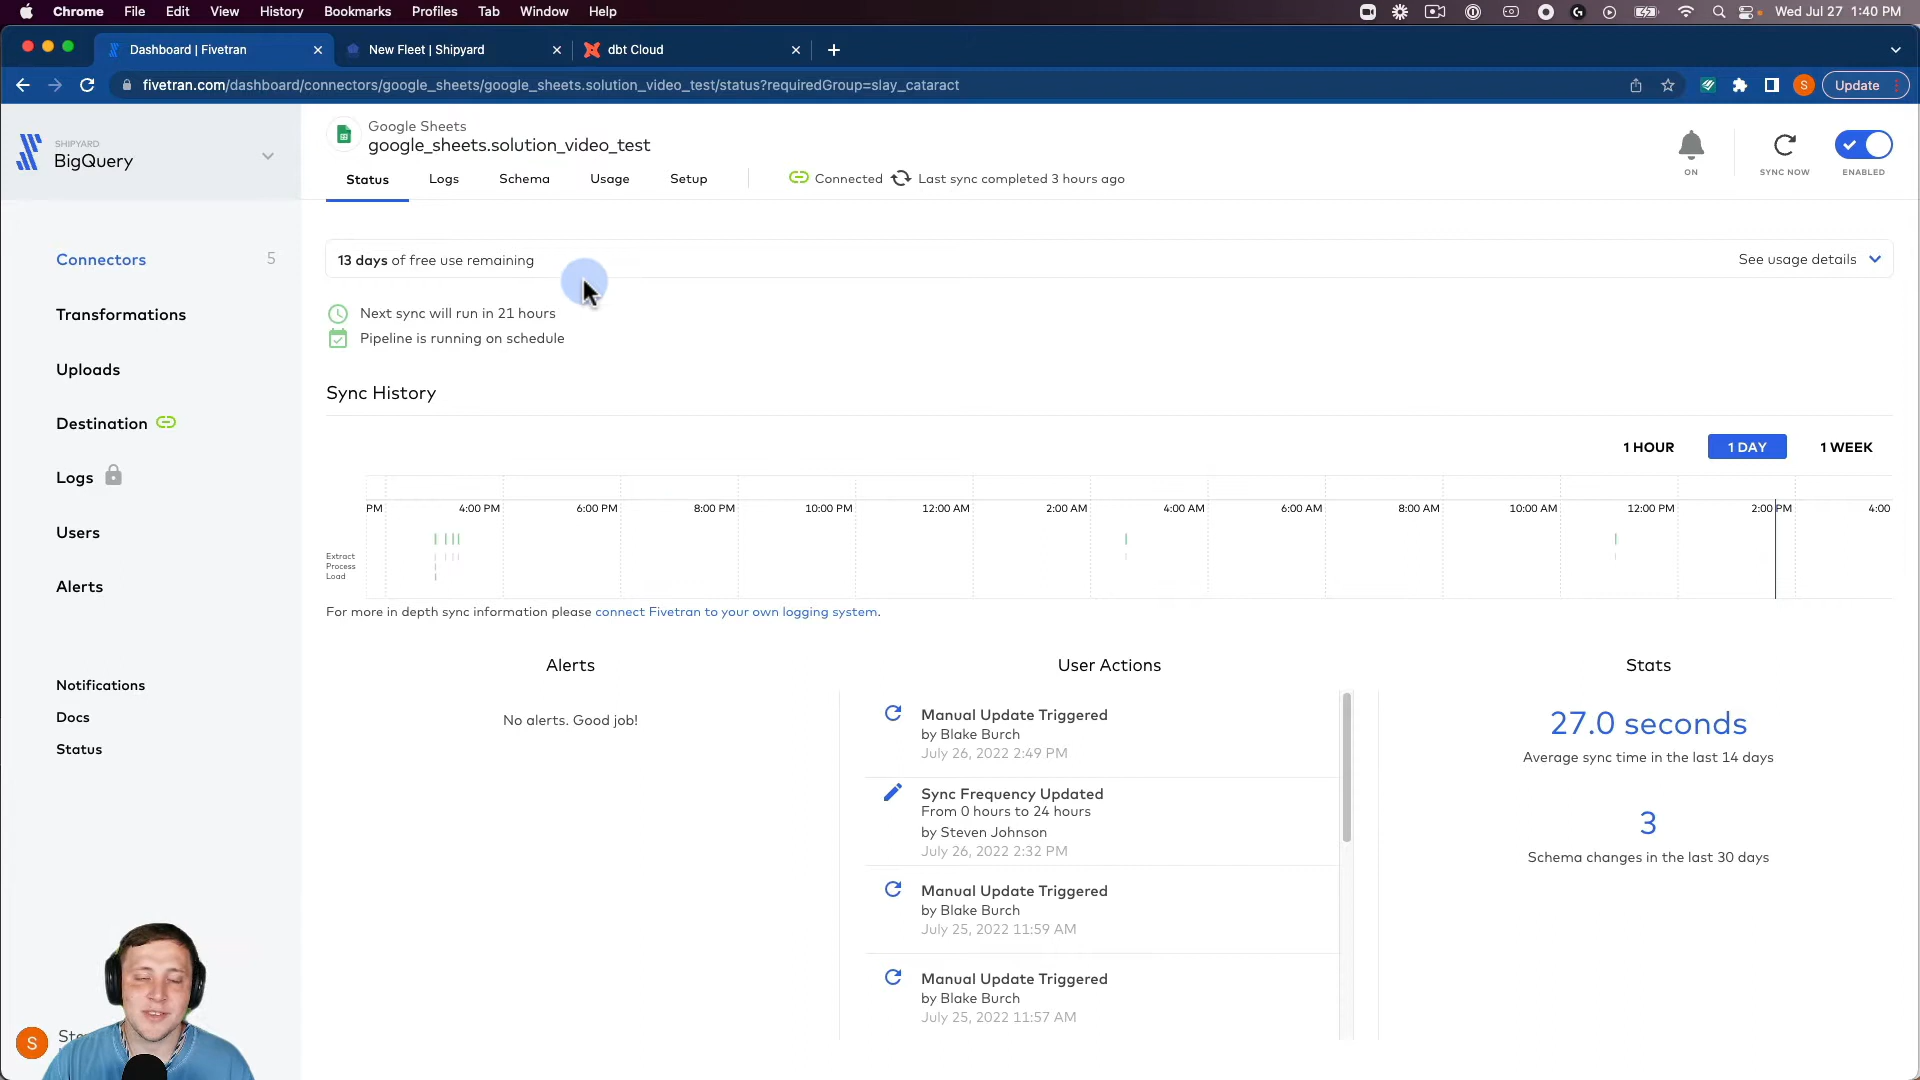 Chrome File Edit View History Bookmarks Profiles Tab Window Help Wed Jul 27 1:40 PM
Dashboard | Fivetran New Fleet | Shipyard dbt Cloud
fivetran.com/dashboard/connectors/google_sheets/google_sheets.solution_video_test/status?requiredGroup=slay_cataract S Update
SHIPYARD
BigQuery
Google Sheets
google_sheets.solution_video_test
Status Logs Schema Usage Setup Connected Last sync completed 3 hours ago
ON SYNC NOW ENABLED
Connectors 5
Transformations
Uploads
Destination
Logs
Users
Alerts
Notifications
Docs
Status
S
13 days of free use remaining See usage details
Next sync will run in 21 hours
Pipeline is running on schedule
Sync History
1 HOUR 1 DAY 1 WEEK
PM 4:00 PM 6:00 PM 8:00 PM 10:00 PM 12:00 AM 2:00 AM 4:00 AM 6:00 AM 8:00 AM 10:00 AM 12:00 PM 2:00 PM 4:00
Extract
Process
Load
For more in depth sync information please connect Fivetran to your own logging system.
Alerts
No alerts. Good job!
User Actions
Manual Update Triggered
by Blake Burch
July 26, 2022 2:49 PM
Sync Frequency Updated
From 0 hours to 24 hours
by Steven Johnson
July 26, 2022 2:32 PM
Manual Update Triggered
by Blake Burch
July 25, 2022 11:59 AM
Manual Update Triggered
by Blake Burch
July 25, 2022 11:57 AM
Stats
27.0 seconds
Average sync time in the last 14 days
3
Schema changes in the last 30 days